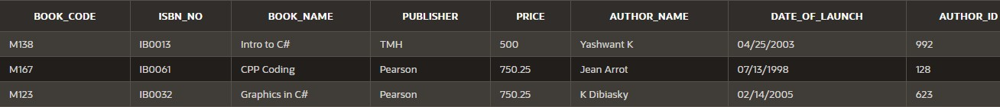 BOOK_CODE ISBN_NO BOOK_NAME PUBLISHER PRICE AUTHOR_NAME DATE_OF_LAUNCH AUTHOR_ID
M138 IB0013 Intro to C# TMH 500 Yashwant K 04/25/2003 992
M167 IB0061 CPP Coding Pearson 750.25 Jean Arrot 07/13/1998 128
M123 IB0032 Graphics in C# Pearson 750.25 K Dibiasky 02/14/2005 623